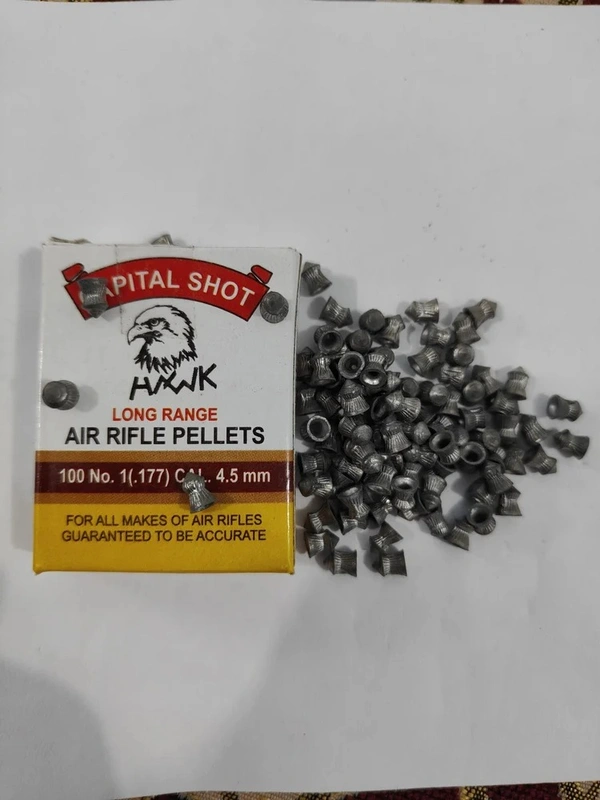 CAPITAL SHOT
HAWK
LONG RANGE
AIR RIFLE PELLETS
100 No. 1(.177) CAL. 4.5 mm
FOR ALL MAKES OF AIR RIFLES
GUARANTEED TO BE ACCURATE